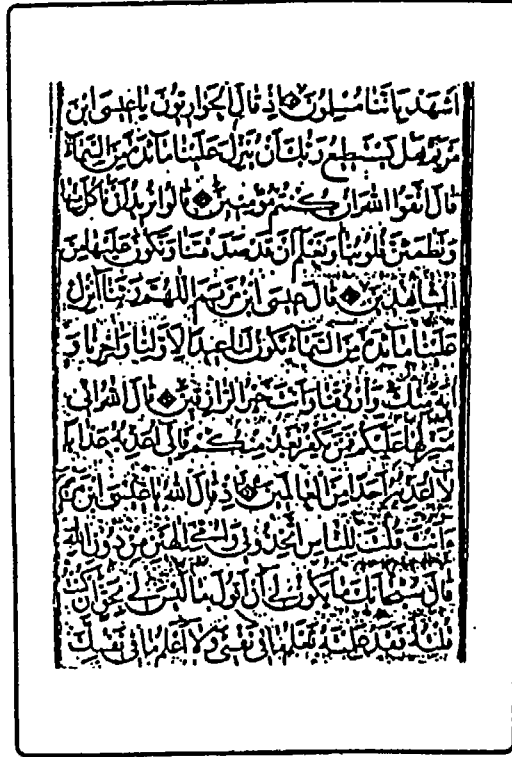 اشهد باننا مسلمون اذ قال الحواريون يا عيسى ابن
مريم هل يستطيع ربك ان ينزل علينا مائدة من السماء
قال اتقوا الله ان كنتم مؤمنين قالوا نريد ان ناكل منها
وتطمئن قلوبنا ونعلم ان قد صدقتنا ونكون عليها من
الشاهدين قال عيسى ابن مريم اللهم ربنا انزل
علينا مائدة من السماء تكون لنا عيدا لاولنا واخرنا و
اية منك وارزقنا وانت خير الرازقين قال الله اني
منزلها عليكم فمن يكفر بعد منكم فاني اعذبه عذابا
لا اعذبه احدا من العالمين واذ قال الله يا عيسى ابن مريم
ءانت قلت للناس اتخذوني وامي الهين من دون الله
قال سبحانك ما يكون لي ان اقول ما ليس لي بحق ان كنت
قلته فقد علمته تعلم ما في نفسي ولا اعلم ما في نفسك